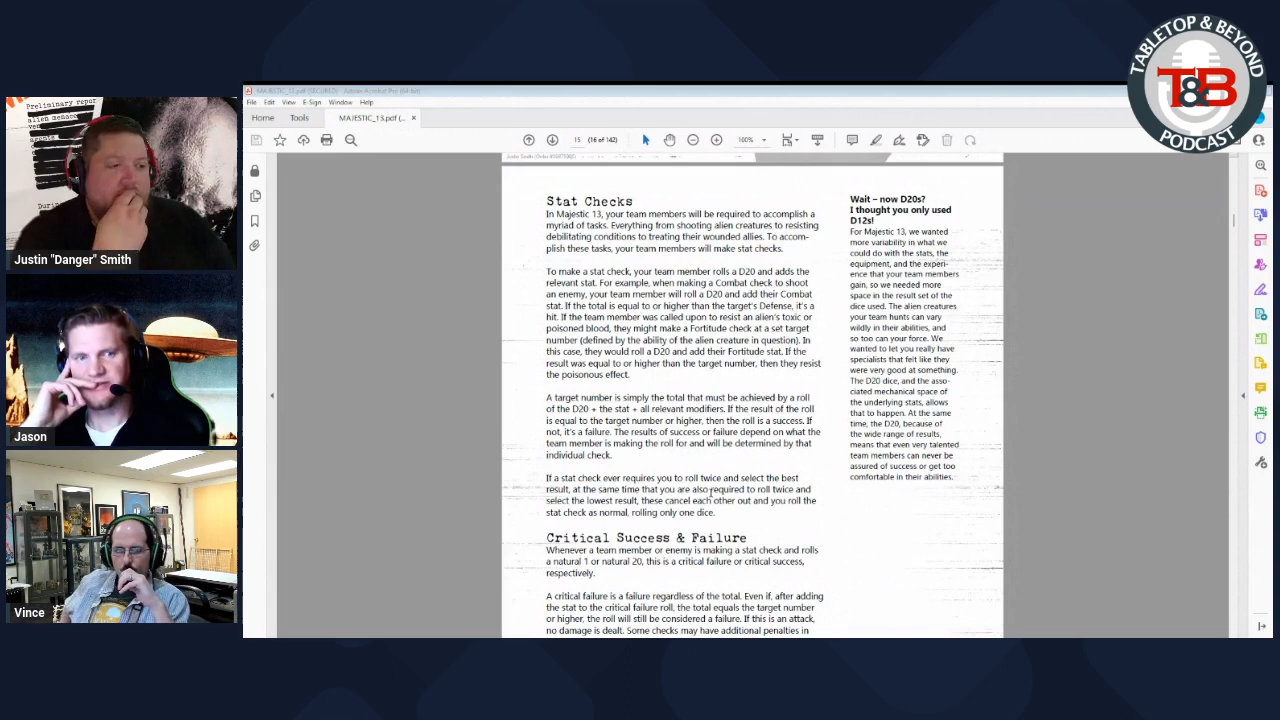 TABLETOP & BEYOND
T&B
PODCAST
MAJESTIC_13.pdf (SECURED) - Adobe Acrobat Pro (64-bit)
File Edit View E-Sign Window Help
Home Tools MAJESTIC_13.pdf (... ×
15 (16 of 142) 100%
Preliminary repor
alien menace
agents
Justin "Danger" Smith
Jason
Vince
Stat Checks
In Majestic 13, your team members will be required to accomplish a
myriad of tasks. Everything from shooting alien creatures to resisting
debilitating conditions to treating their wounded allies. To accom-
plish these tasks, your team members will make stat checks.
To make a stat check, your team member rolls a D20 and adds the
relevant stat. For example, when making a Combat check to shoot
an enemy, your team member will roll a D20 and add their Combat
stat. If the total is equal to or higher than the target's Defense, it's a
hit. If the team member was called upon to resist an alien's toxic or
poisoned blood, they might make a Fortitude check at a set target
number (defined by the ability of the alien creature in question). In
this case, they would roll a D20 and add their Fortitude stat. If the
result was equal to or higher than the target number, then they resist
the poisonous effect.
A target number is simply the total that must be achieved by a roll
of the D20 + the stat + all relevant modifiers. If the result of the roll
is equal to the target number or higher, then the roll is a success. If
not, it's a failure. The results of success or failure depend on what the
team member is making the roll for and will be determined by that
individual check.
If a stat check ever requires you to roll twice and select the best
result, at the same time that you are also required to roll twice and
select the lowest result, these cancel each other out and you roll the
stat check as normal, rolling only one dice.
Critical Success & Failure
Whenever a team member or enemy is making a stat check and rolls
a natural 1 or natural 20, this is a critical failure or critical success,
respectively.
A critical failure is a failure regardless of the total. Even if, after adding
the stat to the critical failure roll, the total equals the target number
or higher, the roll will still be considered a failure. If this is an attack,
no damage is dealt. Some checks may have additional penalties in
Wait – now D20s?
I thought you only used
D12s!
For Majestic 13, we wanted
more variability in what we
could do with the stats, the
equipment, and the experi-
ence that your team members
gain, so we needed more
space in the result set of the
dice used. The alien creatures
your team hunts can vary
wildly in their abilities, and
so too can your force. We
wanted to let you really have
specialists that felt like they
were very good at something.
The D20 dice, and the asso-
ciated mechanical space of
the underlying stats, allows
that to happen. At the same
time, the D20, because of
the wide range of results,
means that even very talented
team members can never be
assured of success or get too
comfortable in their abilities.